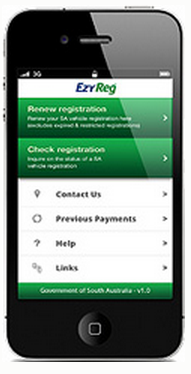 3G
EzyReg
Renew registration
Renew your SA vehicle registration here
(excludes expired & restricted registrations)
Check registration
Inquire on the status of a SA
vehicle registration
Contact Us
Previous Payments
Help
Links
Government of South Australia - v1.0